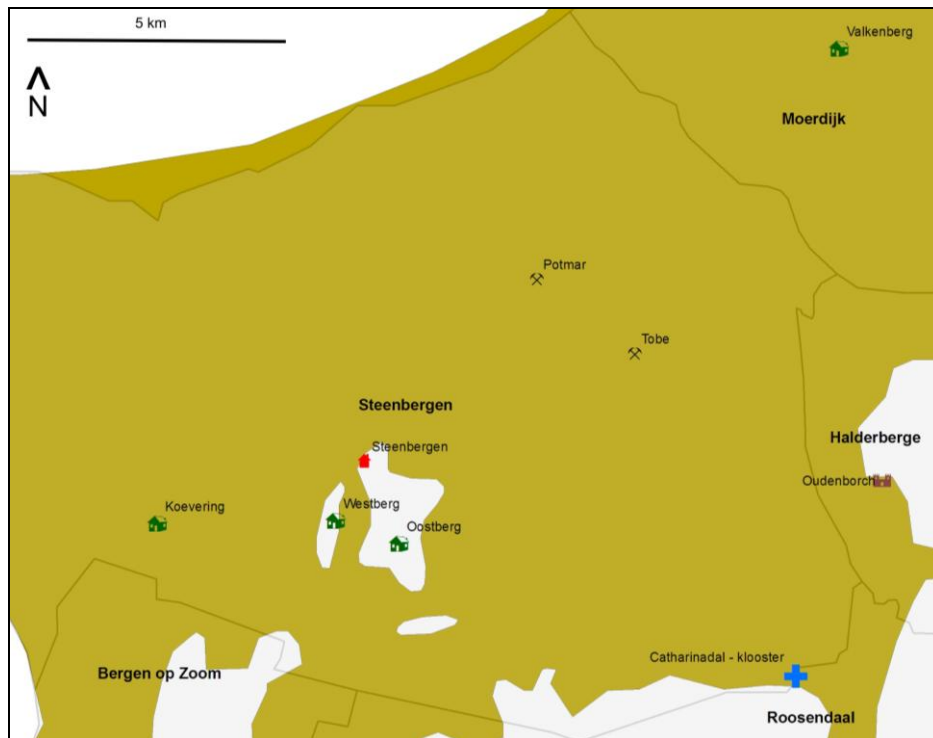 5 km
N
Valkenberg
Moerdijk
Potmar
Tobe
Steenbergen
Steenbergen
Halderberge
Oudenborch
Koevering
Westberg
Oostberg
Catharinadal - klooster
Bergen op Zoom
Roosendaal